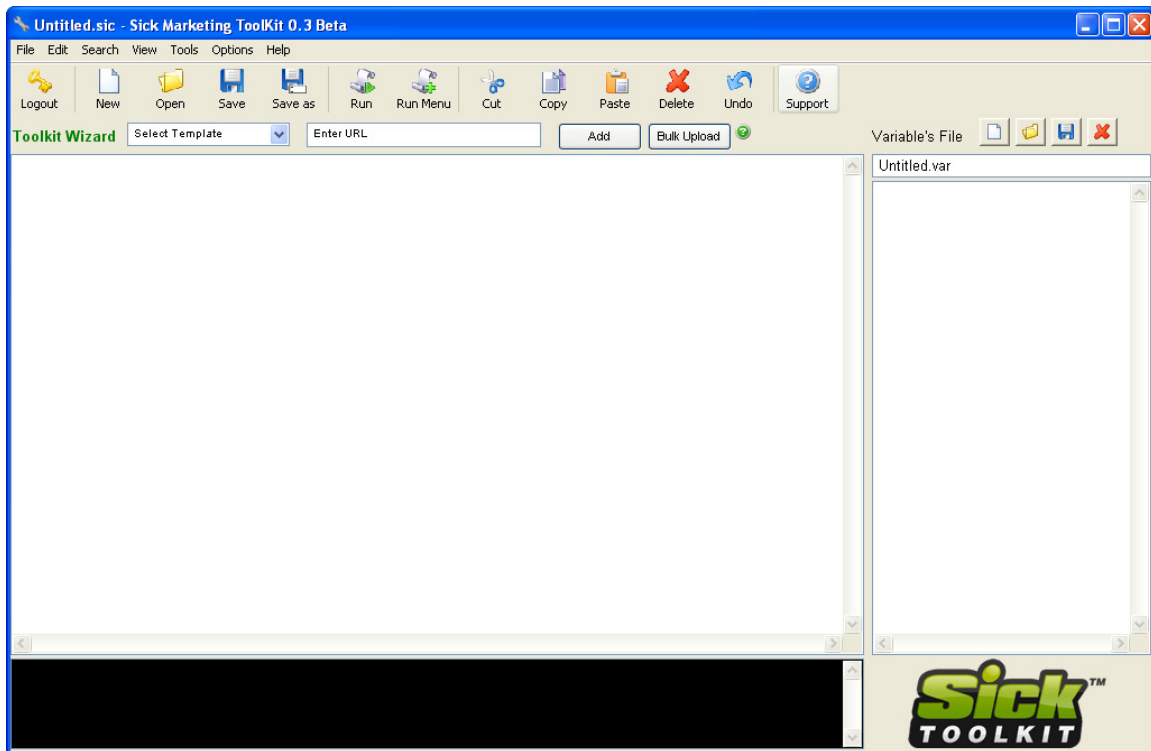 Untitled.sic - Sick Marketing ToolKit 0.3 Beta
File Edit Search View Tools Options Help
Logout New Open Save Save as Run Run Menu Cut Copy Paste Delete Undo Support
Toolkit Wizard Select Template Enter URL Add Bulk Upload Variable's File
Untitled.var
Sick TM
TOOLKIT